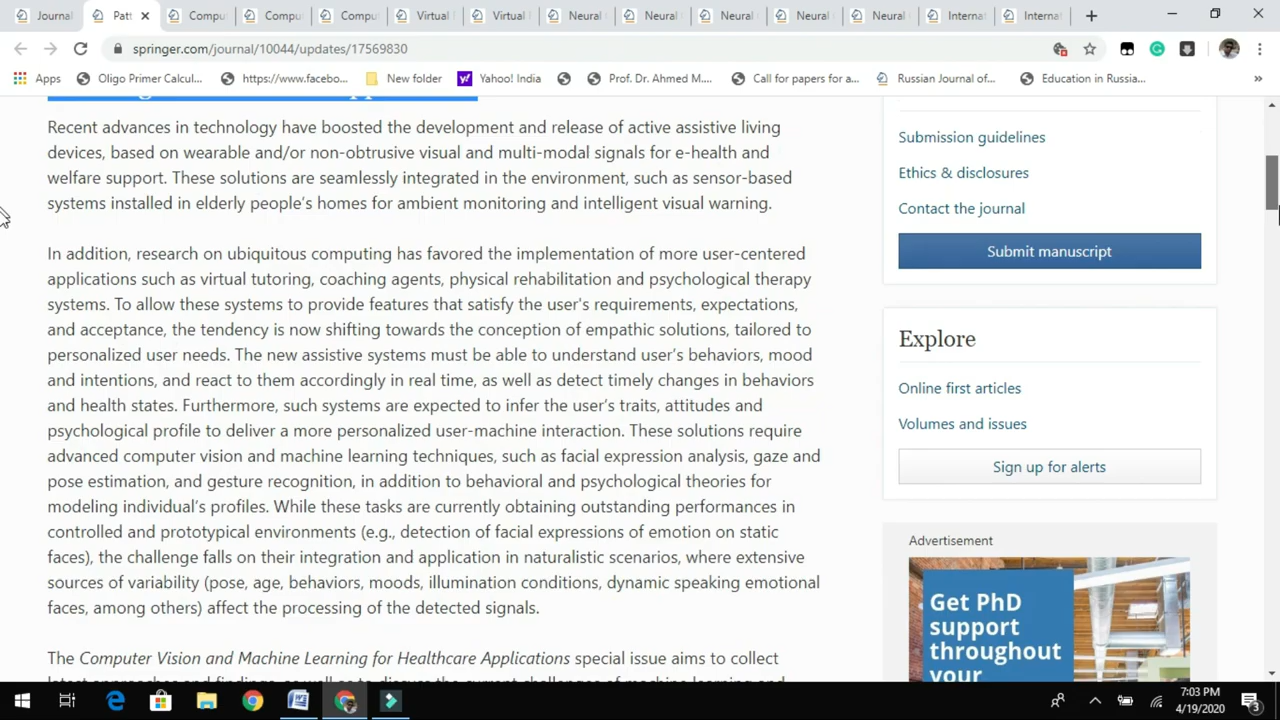 Journal
Patt
Compu
Compu
Compu
Virtual
Virtual
Neural
Neural
Neural
Neural
Neural
Interna
Interna
springer.com/journal/10044/updates/17569830
Apps
Oligo Primer Calcul...
https://www.facebo...
New folder
Yahoo! India
Prof. Dr. Ahmed M....
Call for papers for a...
Russian Journal of...
Education in Russia...
Recent advances in technology have boosted the development and release of active assistive living
devices, based on wearable and/or non-obtrusive visual and multi-modal signals for e-health and
welfare support. These solutions are seamlessly integrated in the environment, such as sensor-based
systems installed in elderly people's homes for ambient monitoring and intelligent visual warning.
In addition, research on ubiquitous computing has favored the implementation of more user-centered
applications such as virtual tutoring, coaching agents, physical rehabilitation and psychological therapy
systems. To allow these systems to provide features that satisfy the user's requirements, expectations,
and acceptance, the tendency is now shifting towards the conception of empathic solutions, tailored to
personalized user needs. The new assistive systems must be able to understand user's behaviors, mood
and intentions, and react to them accordingly in real time, as well as detect timely changes in behaviors
and health states. Furthermore, such systems are expected to infer the user's traits, attitudes and
psychological profile to deliver a more personalized user-machine interaction. These solutions require
advanced computer vision and machine learning techniques, such as facial expression analysis, gaze and
pose estimation, and gesture recognition, in addition to behavioral and psychological theories for
modeling individual's profiles. While these tasks are currently obtaining outstanding performances in
controlled and prototypical environments (e.g., detection of facial expressions of emotion on static
faces), the challenge falls on their integration and application in naturalistic scenarios, where extensive
sources of variability (pose, age, behaviors, moods, illumination conditions, dynamic speaking emotional
faces, among others) affect the processing of the detected signals.
The Computer Vision and Machine Learning for Healthcare Applications special issue aims to collect
Submission guidelines
Ethics & disclosures
Contact the journal
Submit manuscript
Explore
Online first articles
Volumes and issues
Sign up for alerts
Advertisement
Get PhD
support
throughout
your
7:03 PM
4/19/2020
3